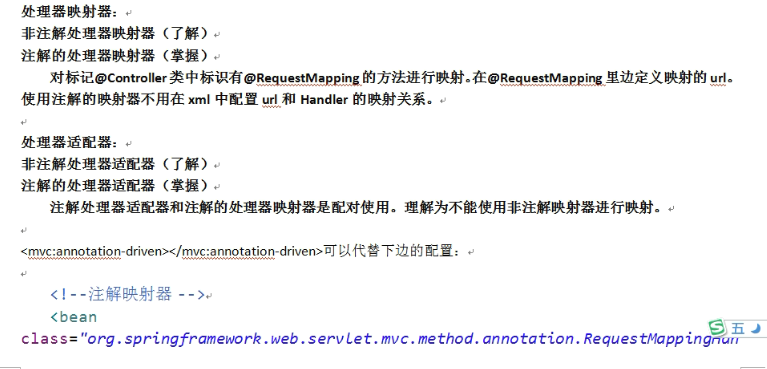 处理器映射器：
非注解处理器映射器（了解）
注解的处理器映射器（掌握）
对标记@Controller类中标识有@RequestMapping的方法进行映射。在@RequestMapping里边定义映射的url。
使用注解的映射器不用在xml中配置url和Handler的映射关系。
处理器适配器：
非注解处理器适配器（了解）
注解的处理器适配器（掌握）
注解处理器适配器和注解的处理器映射器是配对使用。理解为不能使用非注解映射器进行映射。
<mvc:annotation-driven></mvc:annotation-driven>可以代替下边的配置：
<!--注解映射器 -->
<bean
class="org.springframework.web.servlet.mvc.method.annotation.RequestMappingHan
五